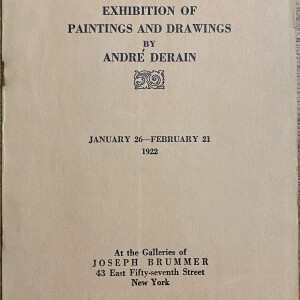 EXHIBITION OF
PAINTINGS AND DRAWINGS
BY
ANDRÉ DERAIN
JANUARY 26—FEBRUARY 21
1922
At the Galleries of
JOSEPH BRUMMER
43 East Fifty-seventh Street
New York